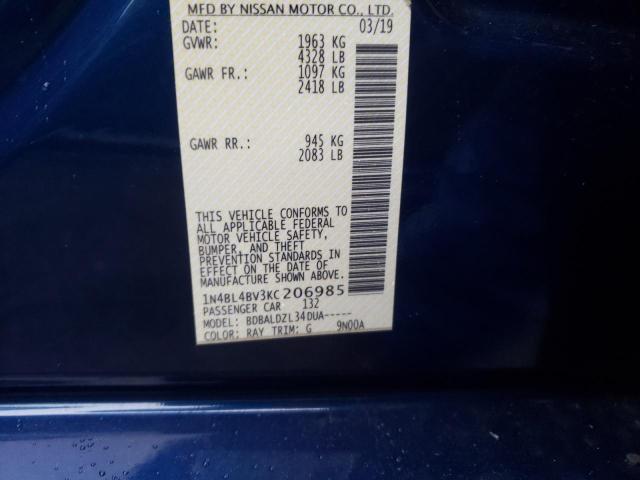 MFD BY NISSAN MOTOR CO., LTD.
DATE: 03/19
GVWR: 1963 KG
4328 LB
GAWR FR.: 1097 KG
2418 LB
GAWR RR.: 945 KG
2083 LB
THIS VEHICLE CONFORMS TO
ALL APPLICABLE FEDERAL
MOTOR VEHICLE SAFETY,
BUMPER, AND THEFT
PREVENTION STANDARDS IN
EFFECT ON THE DATE OF
MANUFACTURE SHOWN ABOVE.
1N4BL4BV3KC206985
PASSENGER CAR 132
MODEL: BDBALDZL34DUA-----
COLOR: RAY TRIM: G 9N00A